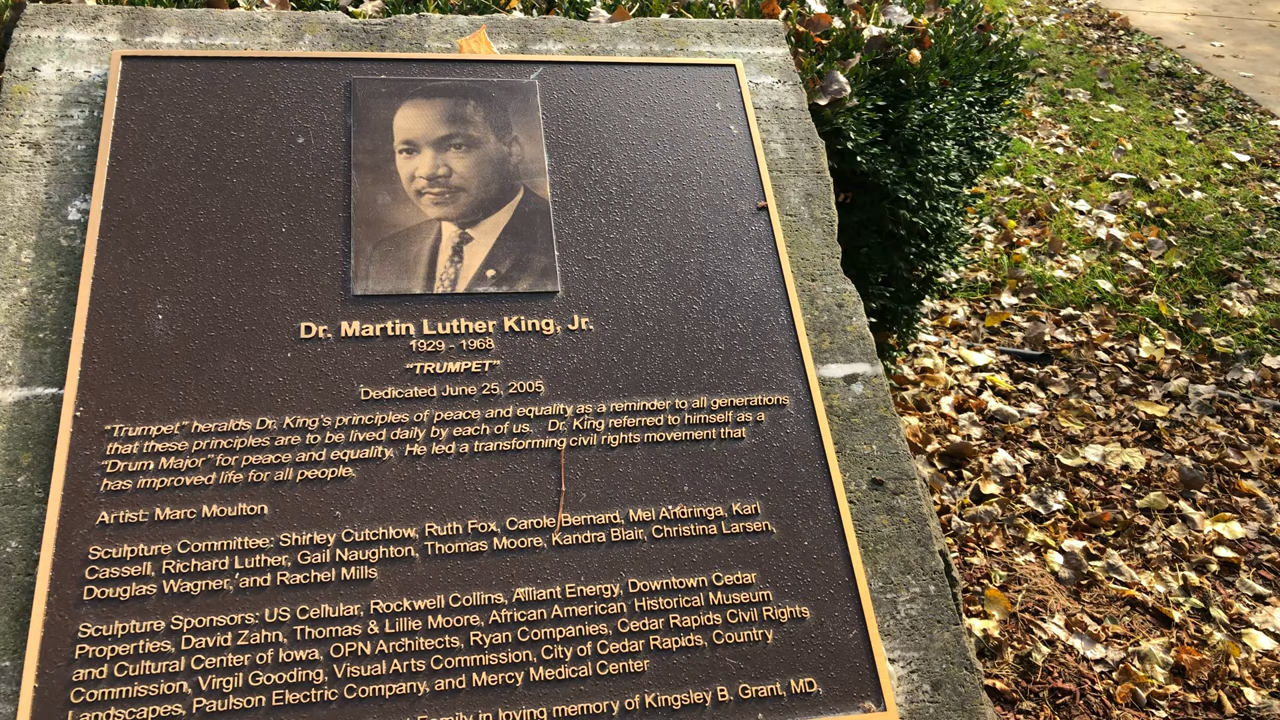 Dr. Martin Luther King, Jr.
1929 - 1968
"TRUMPET"
Dedicated June 25, 2005
"Trumpet" heralds Dr. King's principles of peace and equality as a reminder to all generations
that these principles are to be lived daily by each of us. Dr. King referred to himself as a
"Drum Major" for peace and equality. He led a transforming civil rights movement that
has improved life for all people.
Artist: Marc Moulton
Sculpture Committee: Shirley Cutchlow, Ruth Fox, Carole Bernard, Mel Andringa, Karl
Cassell, Richard Luther, Gail Naughton, Thomas Moore, Kandra Blair, Christina Larsen,
Douglas Wagner, and Rachel Mills
Sculpture Sponsors: US Cellular, Rockwell Collins, Alliant Energy, Downtown Cedar
Properties, David Zahn, Thomas & Lillie Moore, African American Historical Museum
and Cultural Center of Iowa, OPN Architects, Ryan Companies, Cedar Rapids Civil Rights
Commission, Virgil Gooding, Visual Arts Commission, City of Cedar Rapids, Country
Landscapes, Paulson Electric Company, and Mercy Medical Center
Family in loving memory of Kingsley B. Grant, MD,